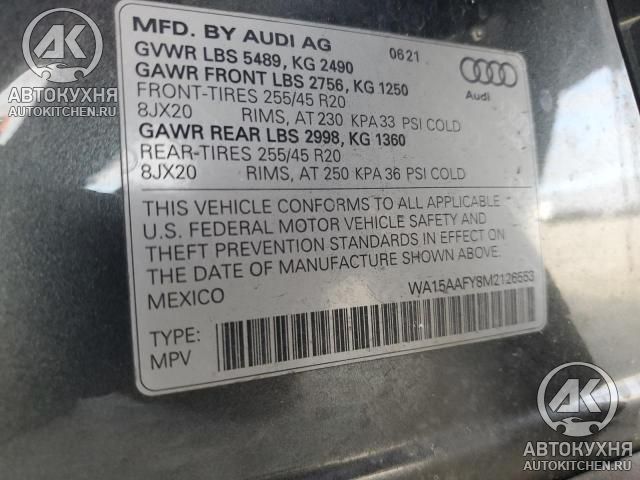 MFD. BY AUDI AG 0621
GVWR LBS 5489, KG 2490
GAWR FRONT LBS 2756, KG 1250
FRONT-TIRES 255/45 R20
8JX20 RIMS, AT 230 KPA 33 PSI COLD
GAWR REAR LBS 2998, KG 1360
REAR-TIRES 255/45 R20
8JX20 RIMS, AT 250 KPA 36 PSI COLD
Audi
THIS VEHICLE CONFORMS TO ALL APPLICABLE
U.S. FEDERAL MOTOR VEHICLE SAFETY AND
THEFT PREVENTION STANDARDS IN EFFECT ON
THE DATE OF MANUFACTURE SHOWN ABOVE.
MEXICO WA15AAFY8M2126553
TYPE:
MPV
АК
АВТОКУХНЯ
AUTOKITCHEN.RU
АК
АВТОКУХНЯ
AUTOKITCHEN.RU